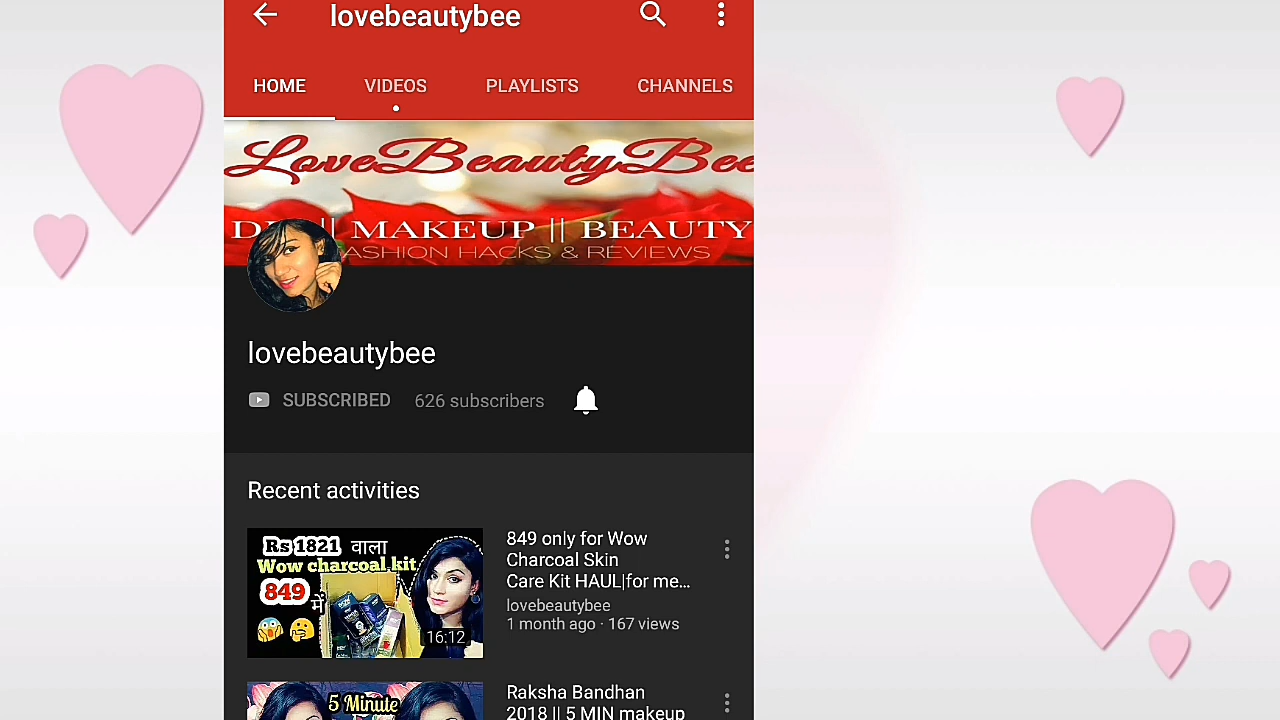 lovebeautybee
HOME VIDEOS PLAYLISTS CHANNELS
LoveBeautyBee
|| MAKEUP || BEAUTY
ASHION HACKS & REVIEWS
lovebeautybee
SUBSCRIBED 626 subscribers
Recent activities
Rs 1821 वाला
Wow charcoal kit
849 में
16:12
849 only for Wow
Charcoal Skin
Care Kit HAUL|for me...
lovebeautybee
1 month ago · 167 views
5 Minute
Raksha Bandhan
2018 || 5 MIN makeup